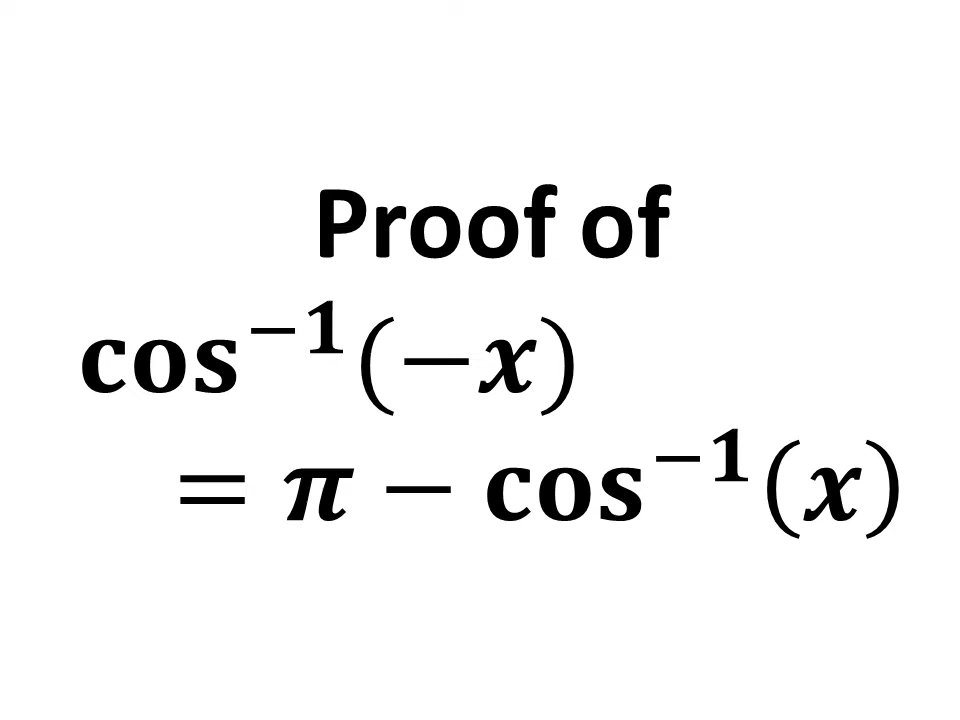 Proof of
cos⁻¹(−x)
= π − cos⁻¹(x)